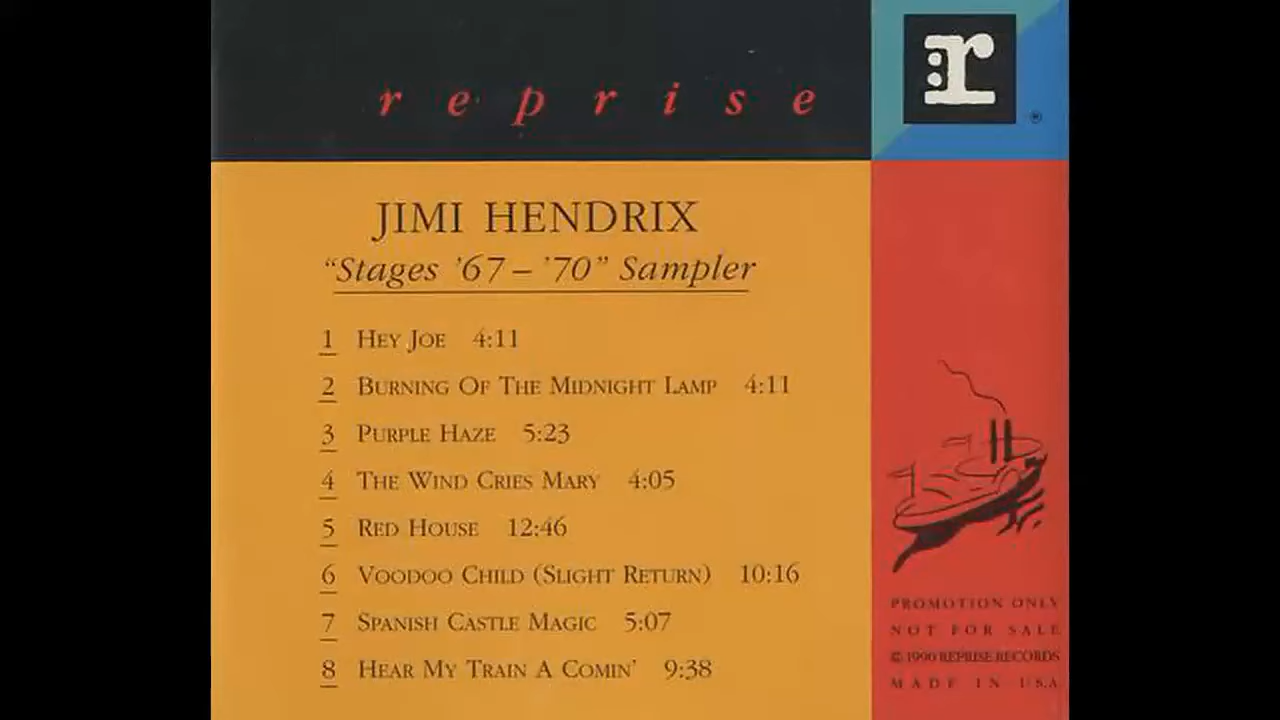 reprise
r
®
JIMI HENDRIX
“Stages ’67 – ’70” Sampler
1 HEY JOE 4:11
2 BURNING OF THE MIDNIGHT LAMP 4:11
3 PURPLE HAZE 5:23
4 THE WIND CRIES MARY 4:05
5 RED HOUSE 12:46
6 VOODOO CHILD (SLIGHT RETURN) 10:16
7 SPANISH CASTLE MAGIC 5:07
8 HEAR MY TRAIN A COMIN’ 9:38
PROMOTION ONLY
NOT FOR SALE
© 1990 REPRISE RECORDS
MADE IN USA